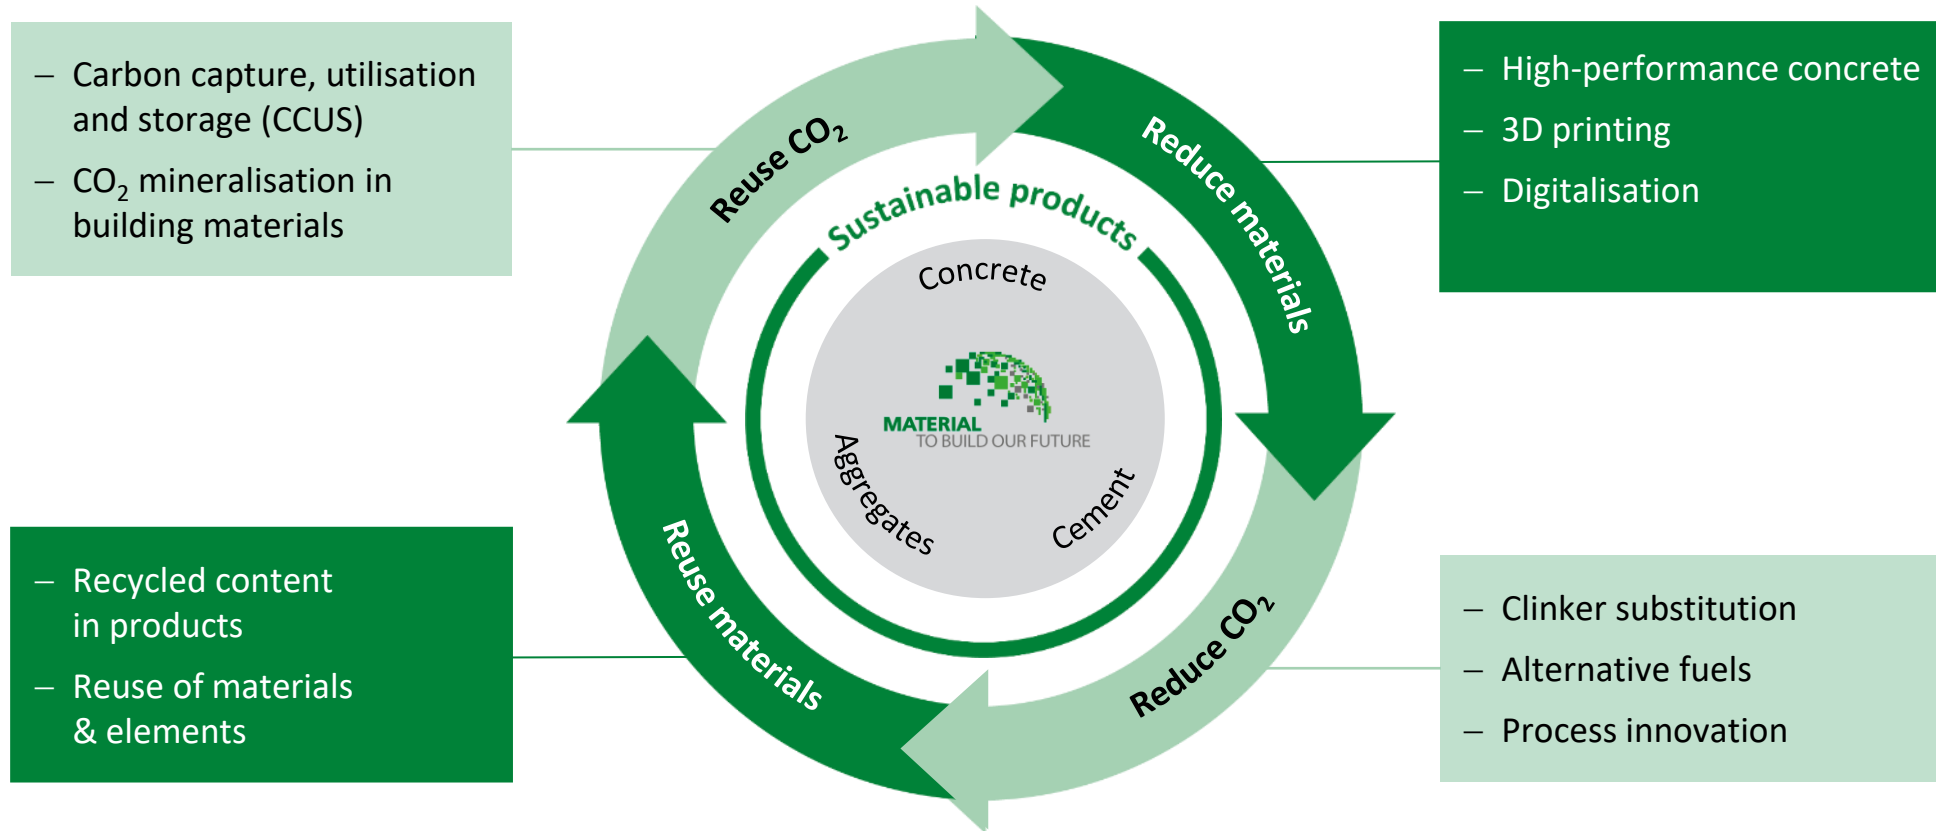 – Carbon capture, utilisation
and storage (CCUS)
– CO₂ mineralisation in
building materials
Reuse CO₂
Reduce materials
– High-performance concrete
– 3D printing
– Digitalisation
Sustainable products
Concrete
MATERIAL
TO BUILD OUR FUTURE
Aggregates
Cement
– Recycled content
in products
– Reuse of materials
& elements
Reuse materials
Reduce CO₂
– Clinker substitution
– Alternative fuels
– Process innovation